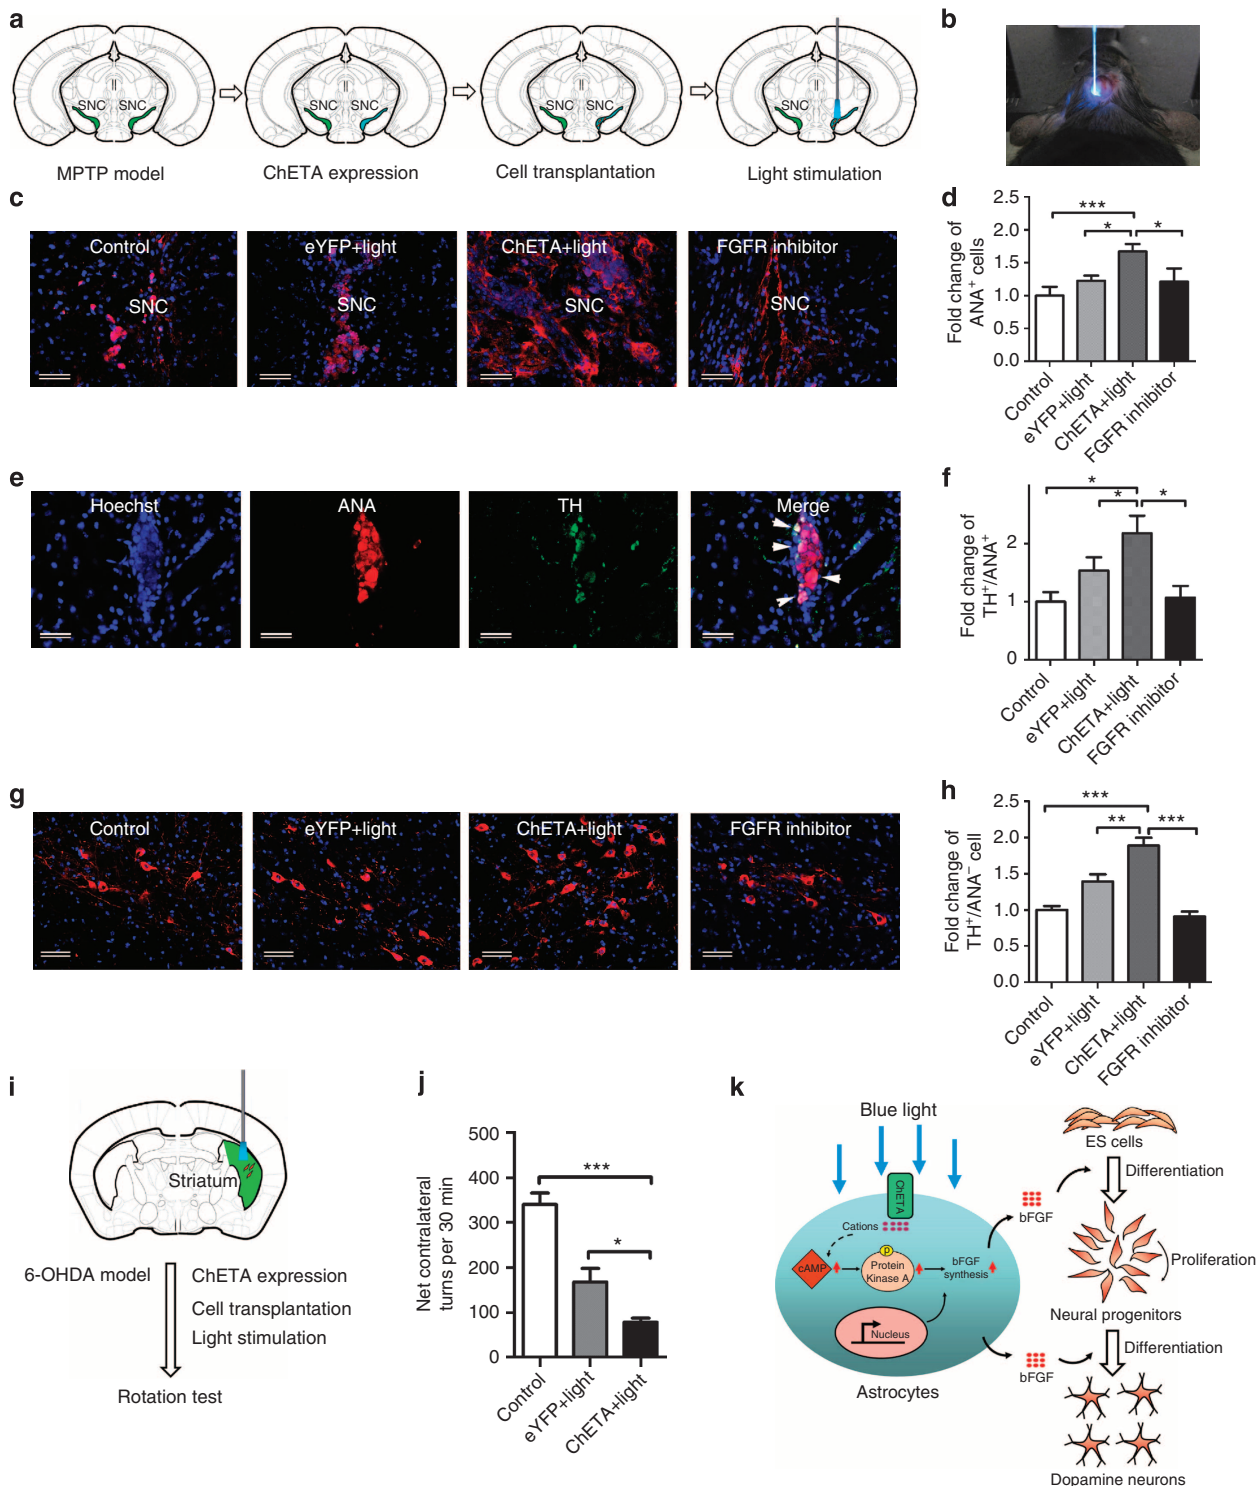 a
SNC SNC
SNC SNC
SNC SNC
SNC
MPTP model
ChETA expression
Cell transplantation
Light stimulation
b
c
Control
SNC
eYFP+light
SNC
ChETA+light
SNC
FGFR inhibitor
SNC
d
Fold change of
ANA+ cells
2.5
2.0
1.5
1.0
0.5
0.0
***
* *
Control
eYFP+light
ChETA+light
FGFR inhibitor
e
Hoechst
ANA
TH
Merge
f
Fold change of
TH+/ANA+
2
1
0
*
* *
Control
eYFP+light
ChETA+light
FGFR inhibitor
g
Control
eYFP+light
ChETA+light
FGFR inhibitor
h
Fold change of
TH+/ANA− cell
2.5
2.0
1.5
1.0
0.5
0.0
***
** ***
Control
eYFP+light
ChETA+light
FGFR inhibitor
i
Striatum
6-OHDA model
ChETA expression
Cell transplantation
Light stimulation
Rotation test
j
Net contralateral
turns per 30 min
500
400
300
200
100
0
***
*
Control
eYFP+light
ChETA+light
k
Blue light
ChETA
Cations
cAMP
P
Protein
Kinase A
bFGF
synthesis
Nucleus
Astrocytes
bFGF
bFGF
ES cells
Differentiation
Proliferation
Neural progenitors
Differentiation
Dopamine neurons